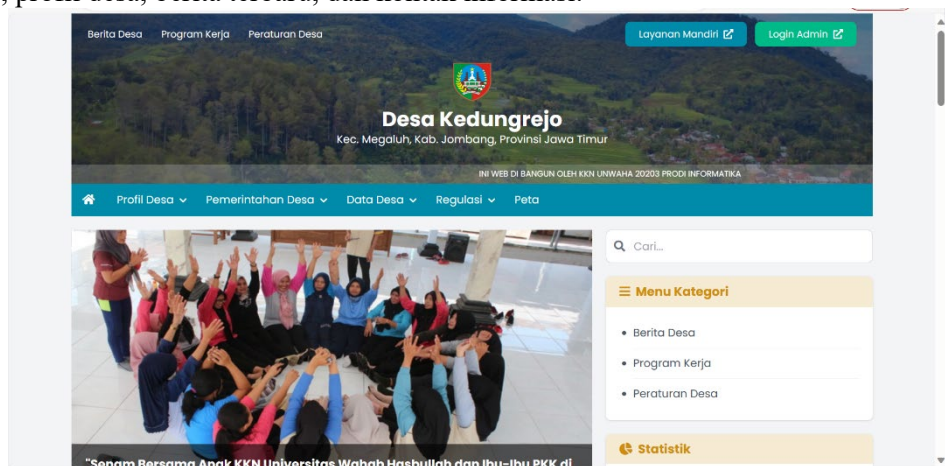 , profil desa, berita terbaru, dan kontak informasi.
Berita Desa Program Kerja Peraturan Desa
Layanan Mandiri Login Admin
Desa Kedungrejo
Kec. Megaluh, Kab. Jombang, Provinsi Jawa Timur
INI WEB DI BANGUN OLEH KKN UNWAHA 20203 PRODI INFORMATIKA
Profil Desa Pemerintahan Desa Data Desa Regulasi Peta
Cari...
Menu Kategori
Berita Desa
Program Kerja
Peraturan Desa
Statistik
"Senam Bersama Anak KKN Universitas Wahab Hasbullah dan Ibu-Ibu PKK di